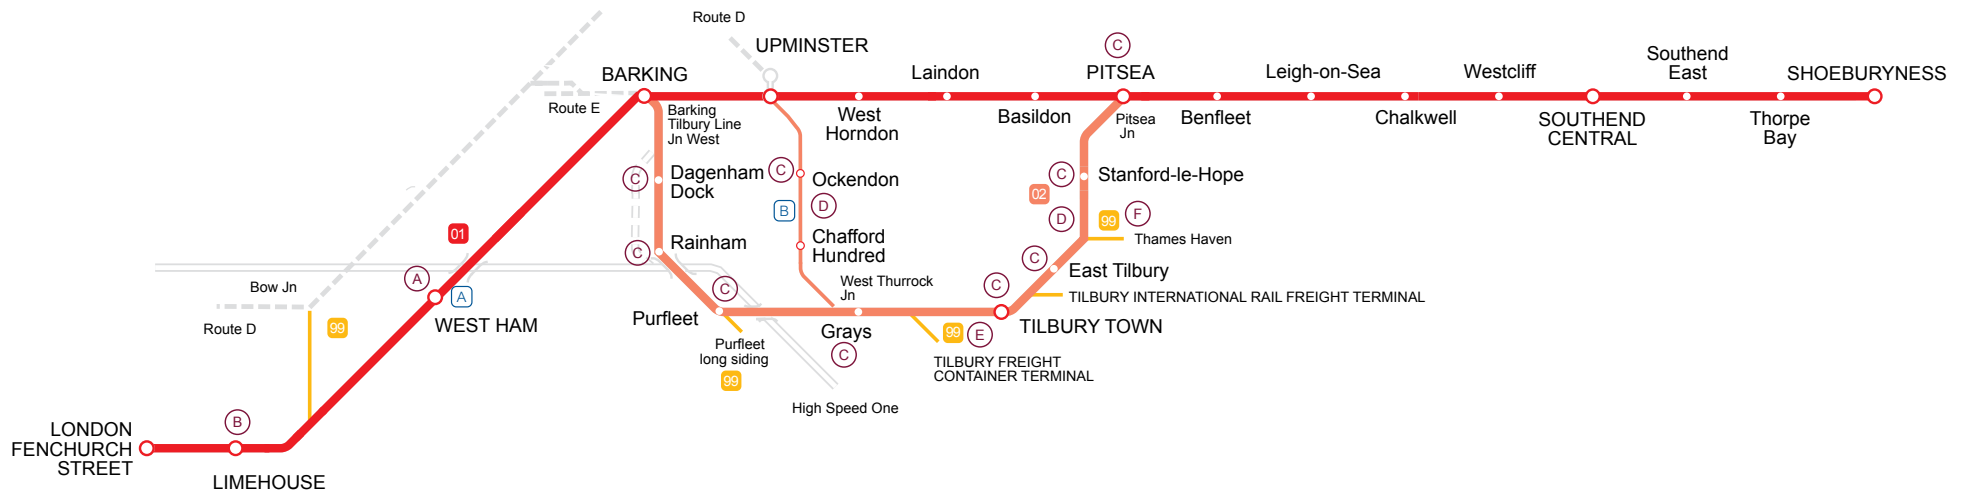 Route D
UPMINSTER
C
BARKING
Laindon
PITSEA
Leigh-on-Sea
Westcliff
Southend
East
SHOEBURYNESS
Route E
Barking
Tilbury Line
Jn West
West
Horndon
Basildon
Pitsea
Jn
Benfleet
Chalkwell
SOUTHEND
CENTRAL
Thorpe
Bay
C
Dagenham
Dock
C
Ockendon
C
Stanford-le-Hope
02
B
D
D
99
F
01
Rainham
C
Chafford
Hundred
Thames Haven
C
East Tilbury
A
A
C
West Thurrock
Jn
C
TILBURY INTERNATIONAL RAIL FREIGHT TERMINAL
Bow Jn
Route D
99
WEST HAM
Purfleet
Grays
C
99
E
TILBURY TOWN
Purfleet
long siding
99
TILBURY FREIGHT
CONTAINER TERMINAL
High Speed One
B
LONDON
FENCHURCH
STREET
LIMEHOUSE